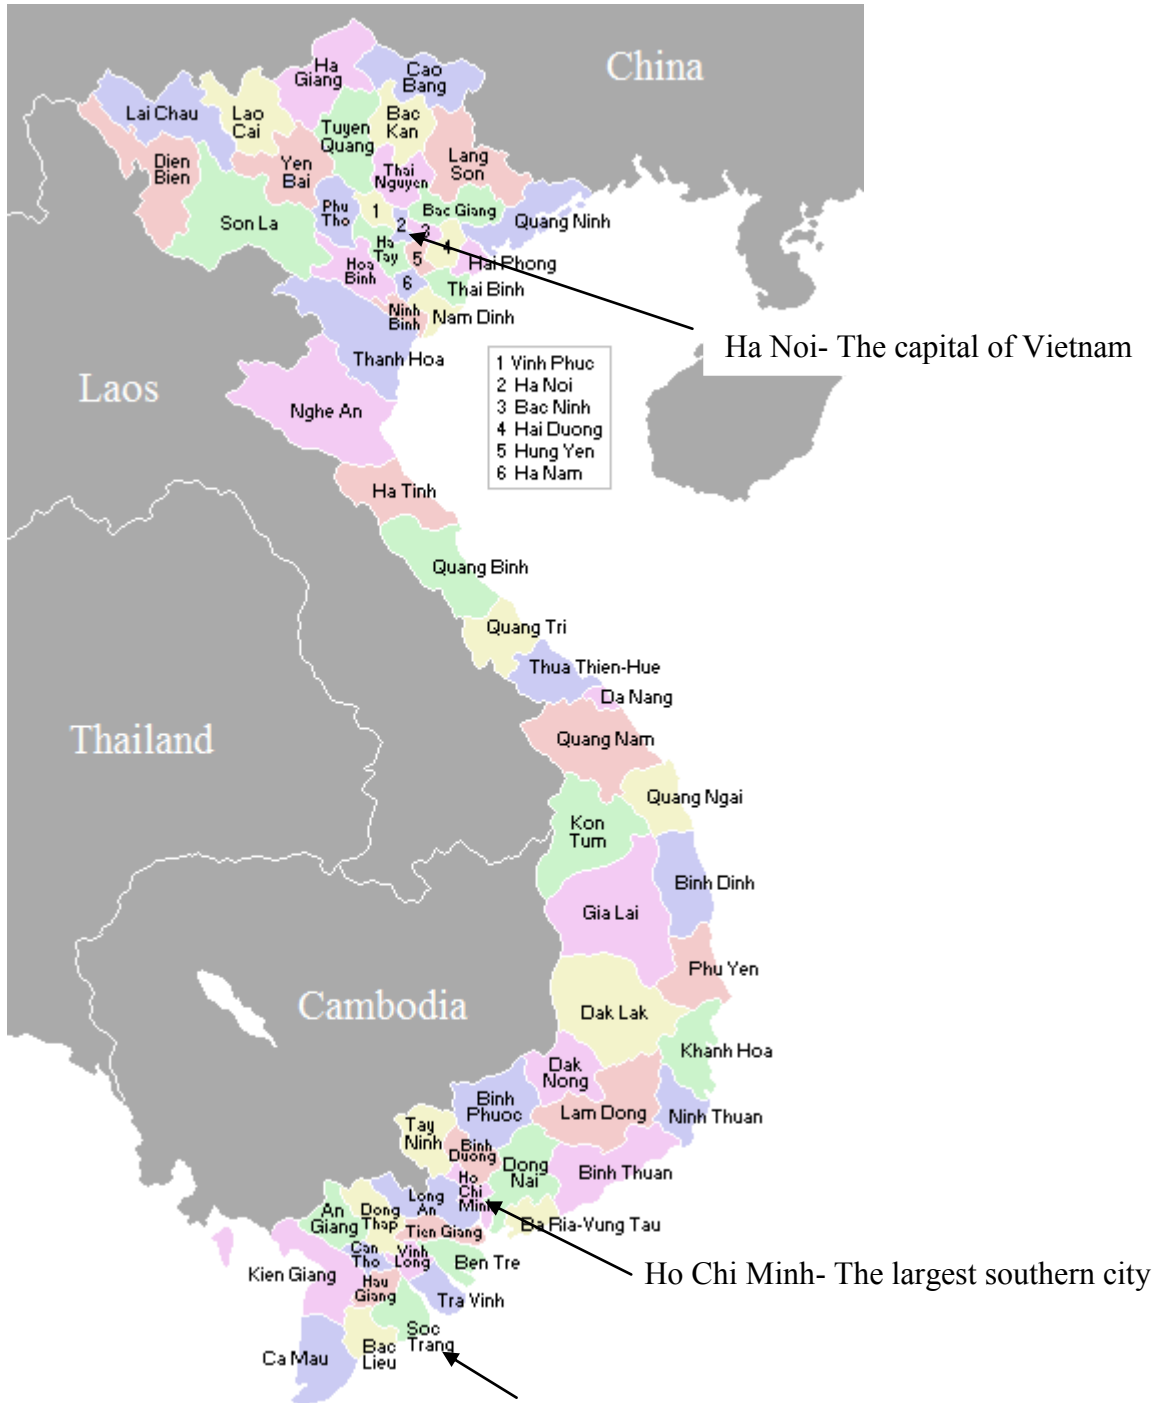 China
Ha
Giang
Cao
Bang
Lai Chau
Lao
Cai
Tuyen
Quang
Bac
Kan
Dien
Bien
Yen
Bai
Thai
Nguyen
Lang
Son
Son La
Phu
Tho
1
2
3
4
Bac Giang
Quang Ninh
Ha
Tay
5
Hoa
Binh
Hai Phong
6
Thai Binh
Ninh
Binh
Nam Dinh
Thanh Hoa
Ha Noi- The capital of Vietnam
1 Vinh Phuc
2 Ha Noi
3 Bac Ninh
4 Hai Duong
5 Hung Yen
6 Ha Nam
Laos
Nghe An
Ha Tinh
Quang Binh
Quang Tri
Thua Thien-Hue
Da Nang
Thailand
Quang Nam
Quang Ngai
Kon
Tum
Binh Dinh
Gia Lai
Phu Yen
Cambodia
Dak Lak
Khanh Hoa
Dak
Nong
Binh
Phuoc
Lam Dong
Ninh Thuan
Tay
Ninh
Binh
Duong
Dong
Nai
Binh Thuan
Ho
Chi
Minh
Long
An
An
Giang
Dong
Thap
Tien Giang
Ba Ria-Vung Tau
Can
Tho
Vinh
Long
Ben Tre
Kien Giang
Hau
Giang
Tra Vinh
Ho Chi Minh- The largest southern city
Soc
Trang
Bac
Lieu
Ca Mau